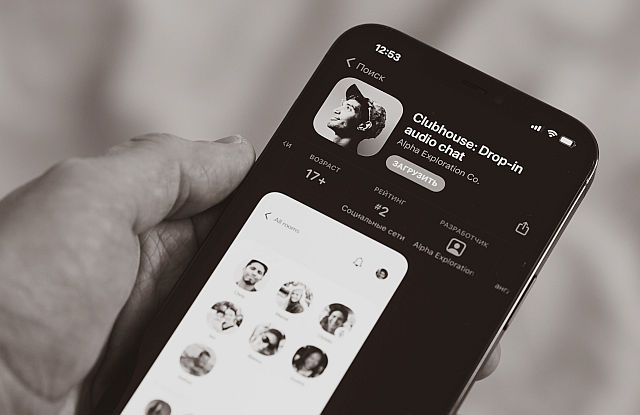 12:53
Поиск
Clubhouse: Drop-in
audio chat
Alpha Exploration Co.
ЗАГРУЗИТЬ
ВОЗРАСТ
17+
РЕЙТИНГ
#2
Социальные сети
РАЗРАБОТЧИК
Alpha Exploration
All rooms